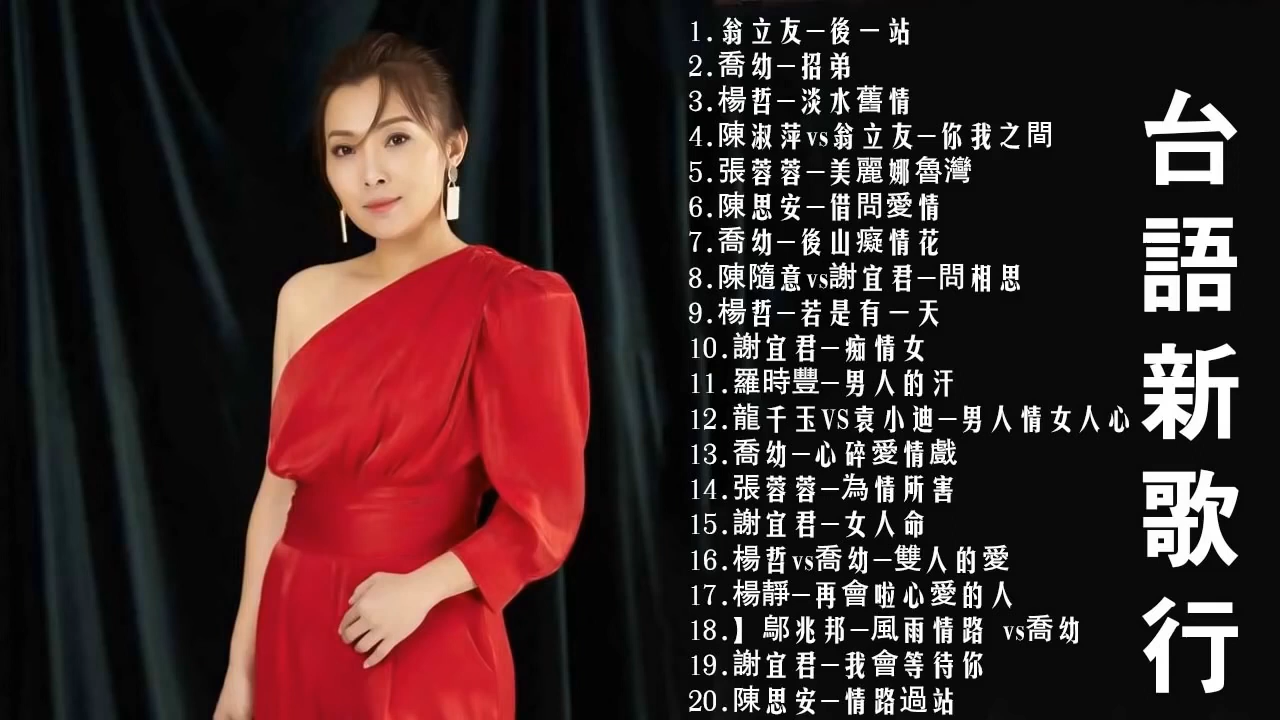 1.翁立友–後一站
2.喬幼–招弟
3.楊哲–淡水舊情
4.陳淑萍vs翁立友–你我之間
5.張蓉蓉–美麗娜魯灣
6.陳思安–借問愛情
7.喬幼–後山癡情花
8.陳隨意vs謝宜君–問相思
9.楊哲–若是有一天
10.謝宜君–痴情女
11.羅時豐–男人的汗
12.龍千玉VS袁小迪–男人情女人心
13.喬幼–心碎愛情戲
14.張蓉蓉–為情所害
15.謝宜君–女人命
16.楊哲vs喬幼–雙人的愛
17.楊靜–再會啦心愛的人
18.】鄔兆邦–風雨情路 vs喬幼
19.謝宜君–我會等待你
20.陳思安–情路過站
台語新歌行